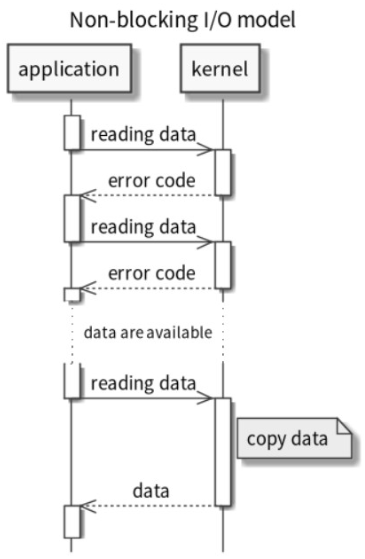 Non-blocking I/O model
application
kernel
reading data
error code
reading data
error code
data are available
reading data
copy data
data